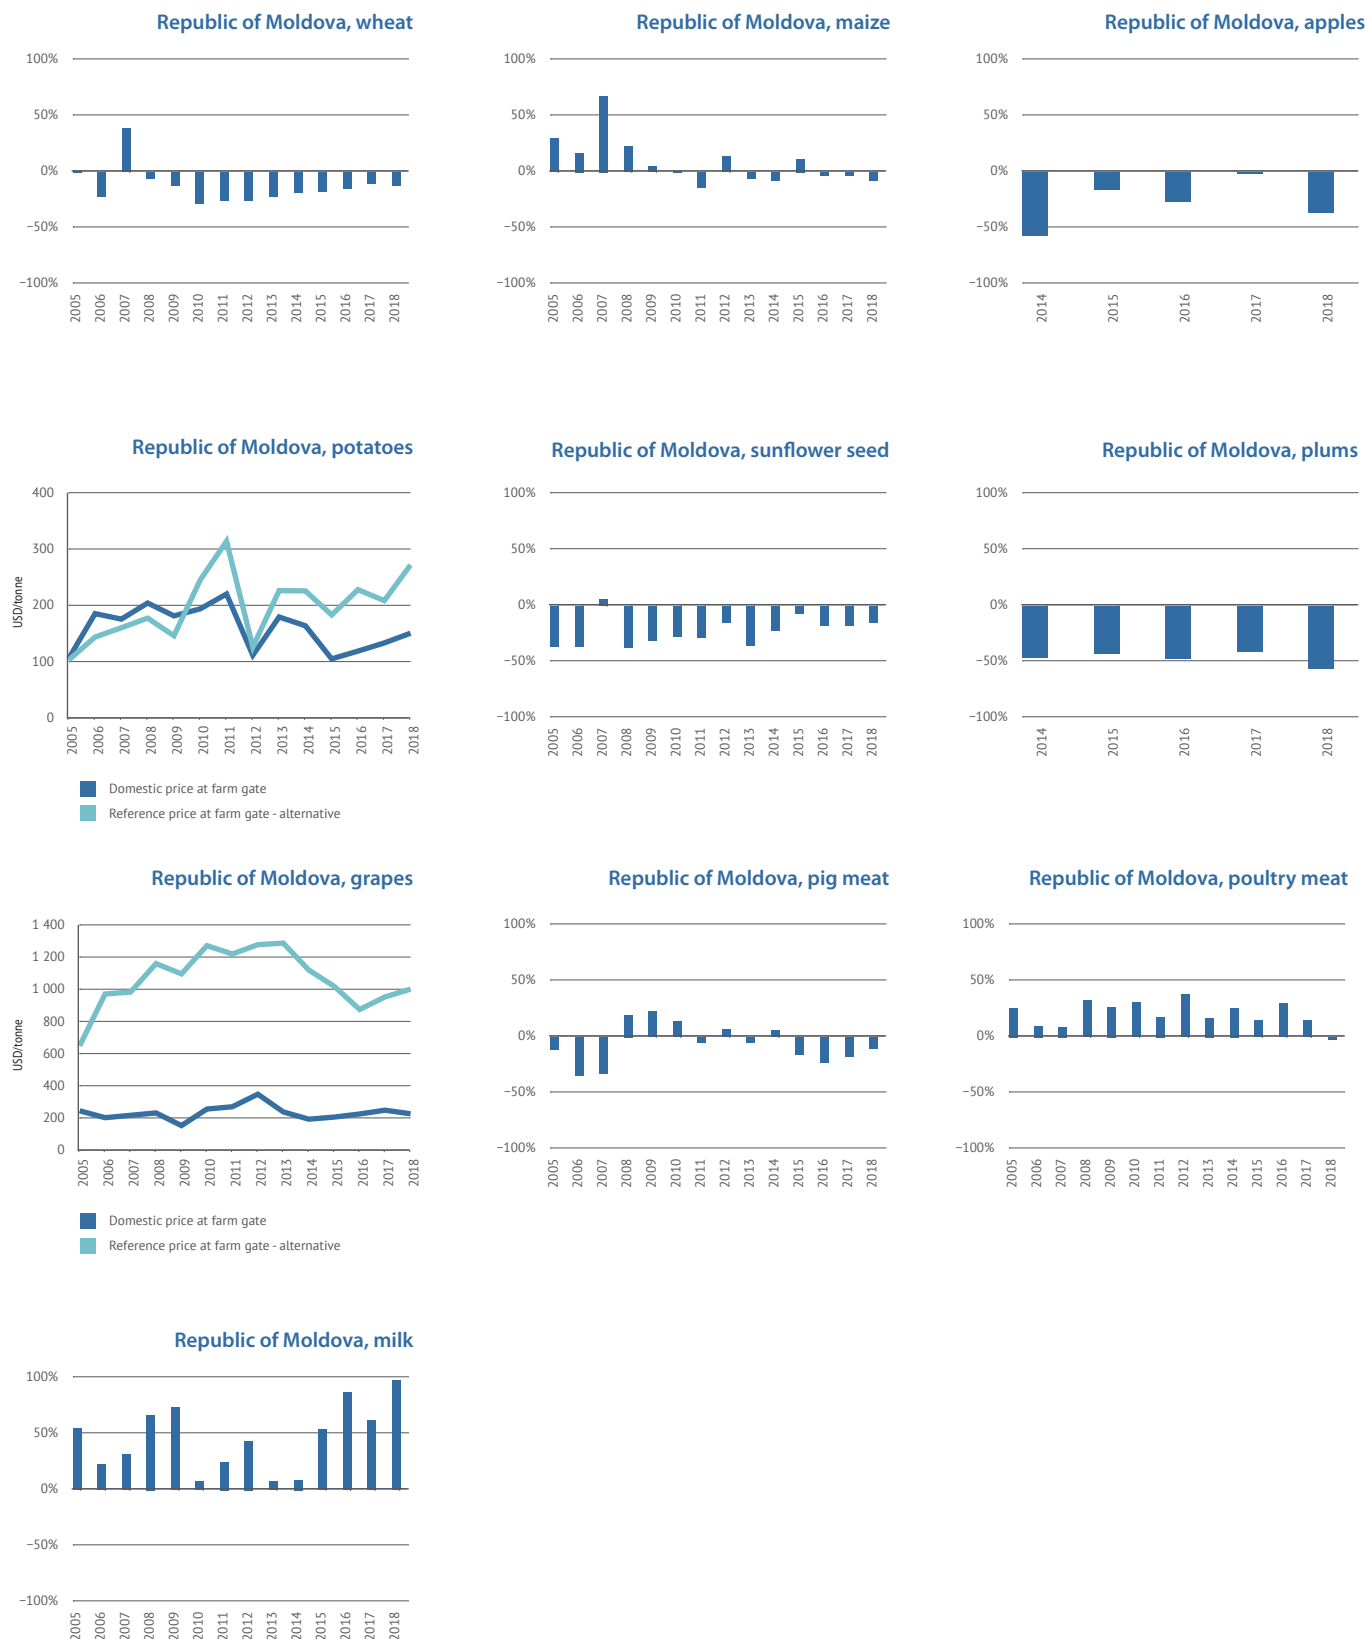 Republic of Moldova, wheat
100%
50%
0%
−50%
−100%
2005 2006 2007 2008 2009 2010 2011 2012 2013 2014 2015 2016 2017 2018
Republic of Moldova, maize
100%
50%
0%
−50%
−100%
2005 2006 2007 2008 2009 2010 2011 2012 2013 2014 2015 2016 2017 2018
Republic of Moldova, apples
100%
50%
0%
−50%
−100%
2014 2015 2016 2017 2018
Republic of Moldova, potatoes
USD/tonne
400
300
200
100
0
2005 2006 2007 2008 2009 2010 2011 2012 2013 2014 2015 2016 2017 2018
Domestic price at farm gate
Reference price at farm gate - alternative
Republic of Moldova, sunflower seed
100%
50%
0%
−50%
−100%
2005 2006 2007 2008 2009 2010 2011 2012 2013 2014 2015 2016 2017 2018
Republic of Moldova, plums
100%
50%
0%
−50%
−100%
2014 2015 2016 2017 2018
Republic of Moldova, grapes
USD/tonne
1 400
1 200
1 000
800
600
400
200
0
2005 2006 2007 2008 2009 2010 2011 2012 2013 2014 2015 2016 2017 2018
Domestic price at farm gate
Reference price at farm gate - alternative
Republic of Moldova, pig meat
100%
50%
0%
−50%
−100%
2005 2006 2007 2008 2009 2010 2011 2012 2013 2014 2015 2016 2017 2018
Republic of Moldova, poultry meat
100%
50%
0%
−50%
−100%
2005 2006 2007 2008 2009 2010 2011 2012 2013 2014 2015 2016 2017 2018
Republic of Moldova, milk
100%
50%
0%
−50%
−100%
2005 2006 2007 2008 2009 2010 2011 2012 2013 2014 2015 2016 2017 2018